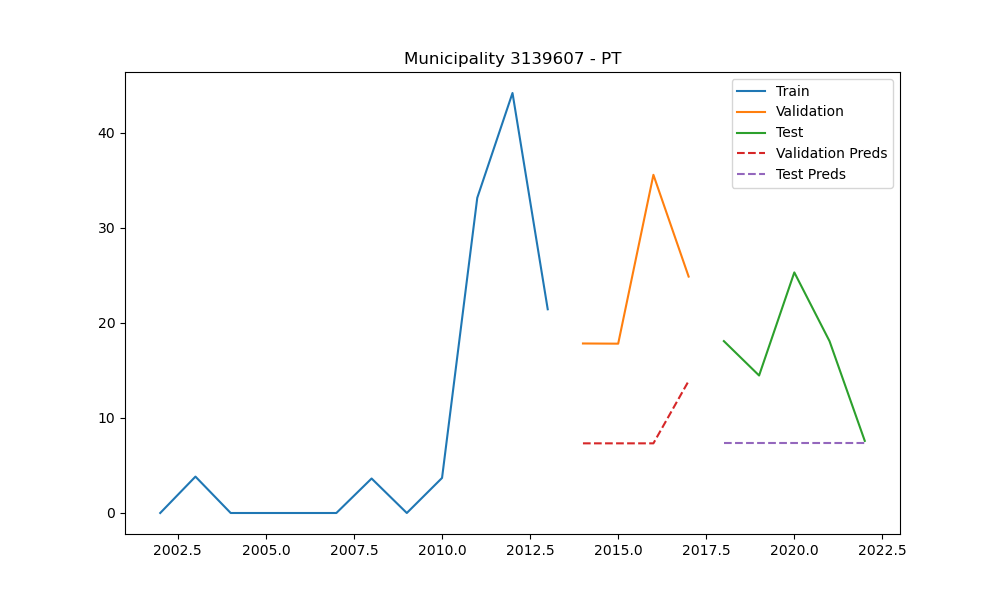 Municipality 3139607 - PT
Train
Validation
Test
Validation Preds
Test Preds
40
30
20
10
0
2002.5 2005.0 2007.5 2010.0 2012.5 2015.0 2017.5 2020.0 2022.5